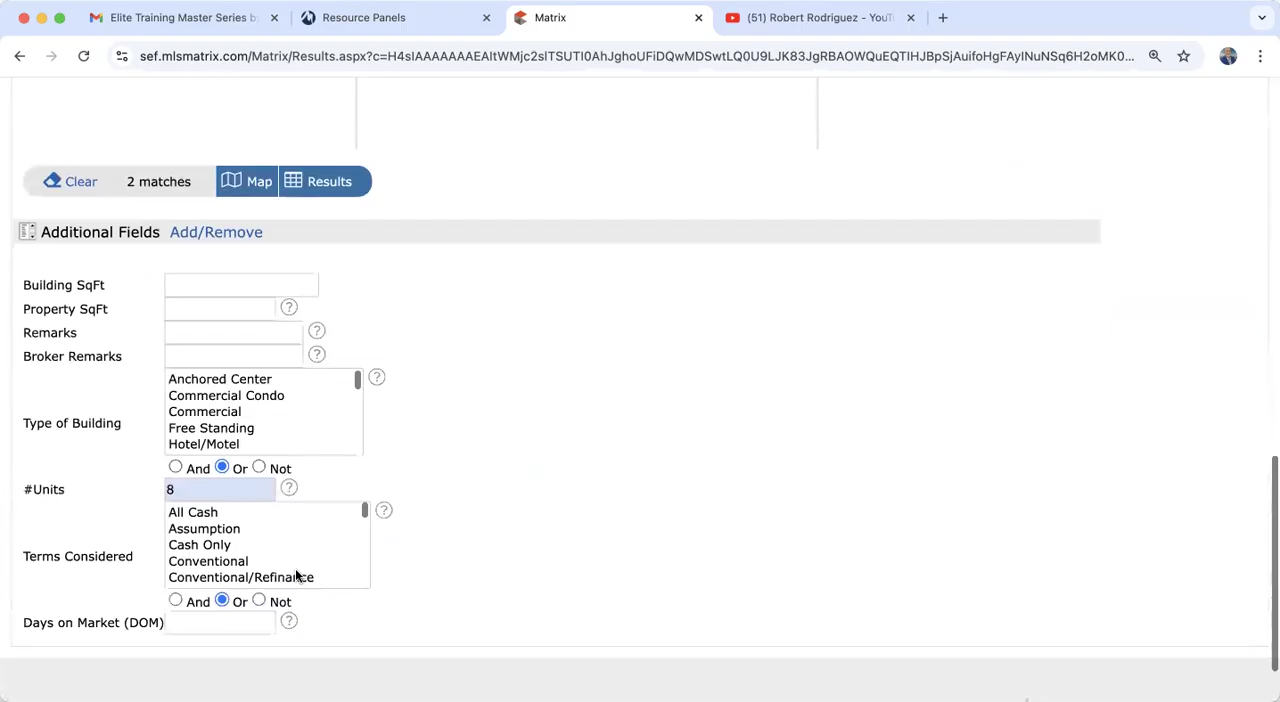 Elite Training Master Series b
Resource Panels
Matrix
(51) Robert Rodriguez - YouT
sef.mlsmatrix.com/Matrix/Results.aspx?c=H4sIAAAAAAAEAItWMjc2slTSUTI0AhJghoUFiDQwMDSwtLQ0U9LJK83JgRBAOWQuEQTIHJBpSjAuifoHgFAylNuNSq6H2oMK0...
Clear
2 matches
Map
Results
Additional Fields Add/Remove
Building SqFt
Property SqFt
Remarks
Broker Remarks
Type of Building
Anchored Center
Commercial Condo
Commercial
Free Standing
Hotel/Motel
And Or Not
#Units 8
Terms Considered
All Cash
Assumption
Cash Only
Conventional
Conventional/Refinance
And Or Not
Days on Market (DOM)